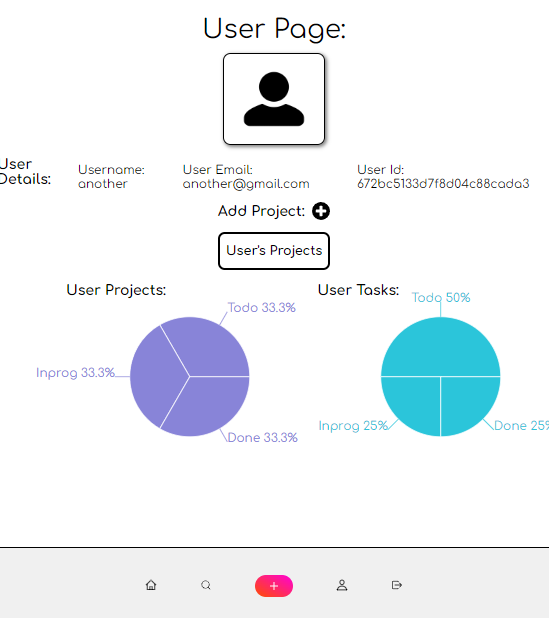 User Page:
User
Details:
Username:
another
User Email:
another@gmail.com
User Id:
672bc5133d7f8d04c88cada3
Add Project:
User's Projects
User Projects:
Todo 33.3%
Inprog 33.3%
Done 33.3%
User Tasks:
Todo 50%
Inprog 25%
Done 25%